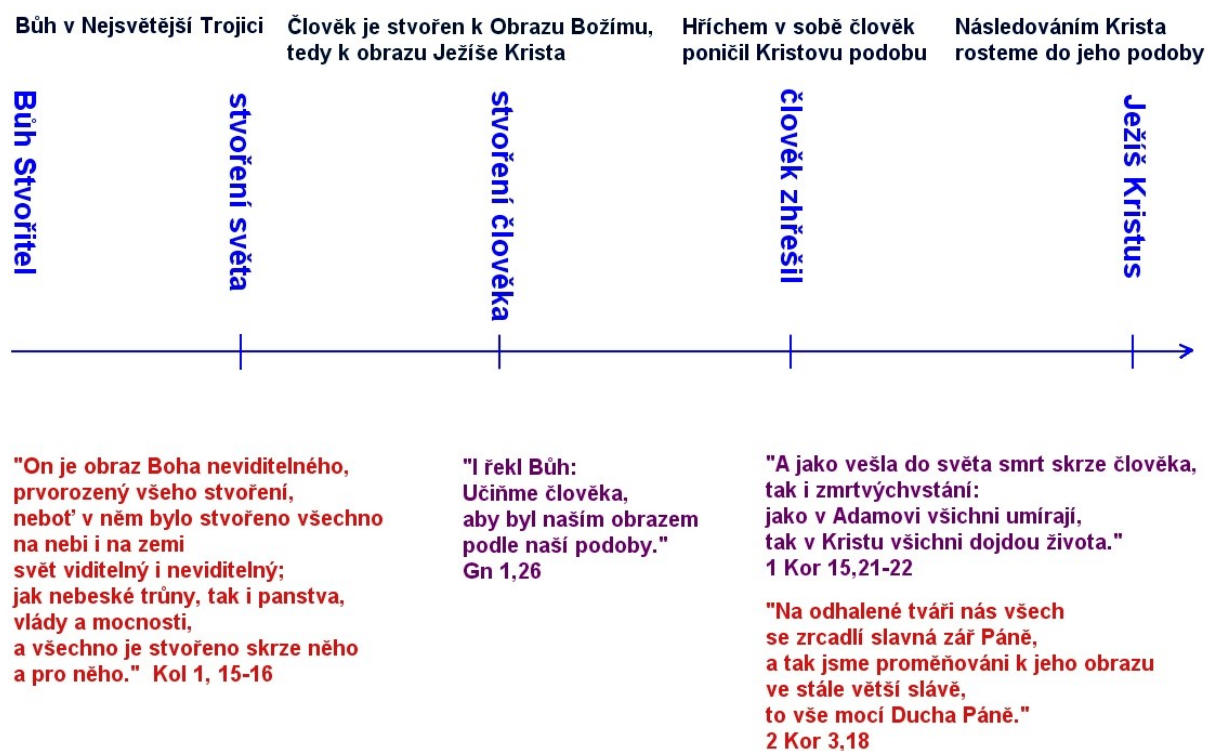 Bůh v Nejsvětější Trojici
Člověk je stvořen k Obrazu Božímu,
tedy k obrazu Ježíše Krista
Hříchem v sobě člověk
poničil Kristovu podobu
Následováním Krista
rosteme do jeho podoby
Bůh Stvořitel
stvoření světa
stvoření člověka
člověk zhřešil
Ježíš Kristus
"On je obraz Boha neviditelného,
prvorozený všeho stvoření,
neboť v něm bylo stvořeno všechno
na nebi i na zemi
svět viditelný i neviditelný;
jak nebeské trůny, tak i panstva,
vlády a mocnosti,
a všechno je stvořeno skrze něho
a pro něho." Kol 1, 15-16
"I řekl Bůh:
Učiňme člověka,
aby byl naším obrazem
podle naší podoby."
Gn 1,26
"A jako vešla do světa smrt skrze člověka,
tak i zmrtvýchvstání:
jako v Adamovi všichni umírají,
tak v Kristu všichni dojdou života."
1 Kor 15,21-22
"Na odhalené tváři nás všech
se zrcadlí slavná zář Páně,
a tak jsme proměňováni k jeho obrazu
ve stále větší slávě,
to vše mocí Ducha Páně."
2 Kor 3,18